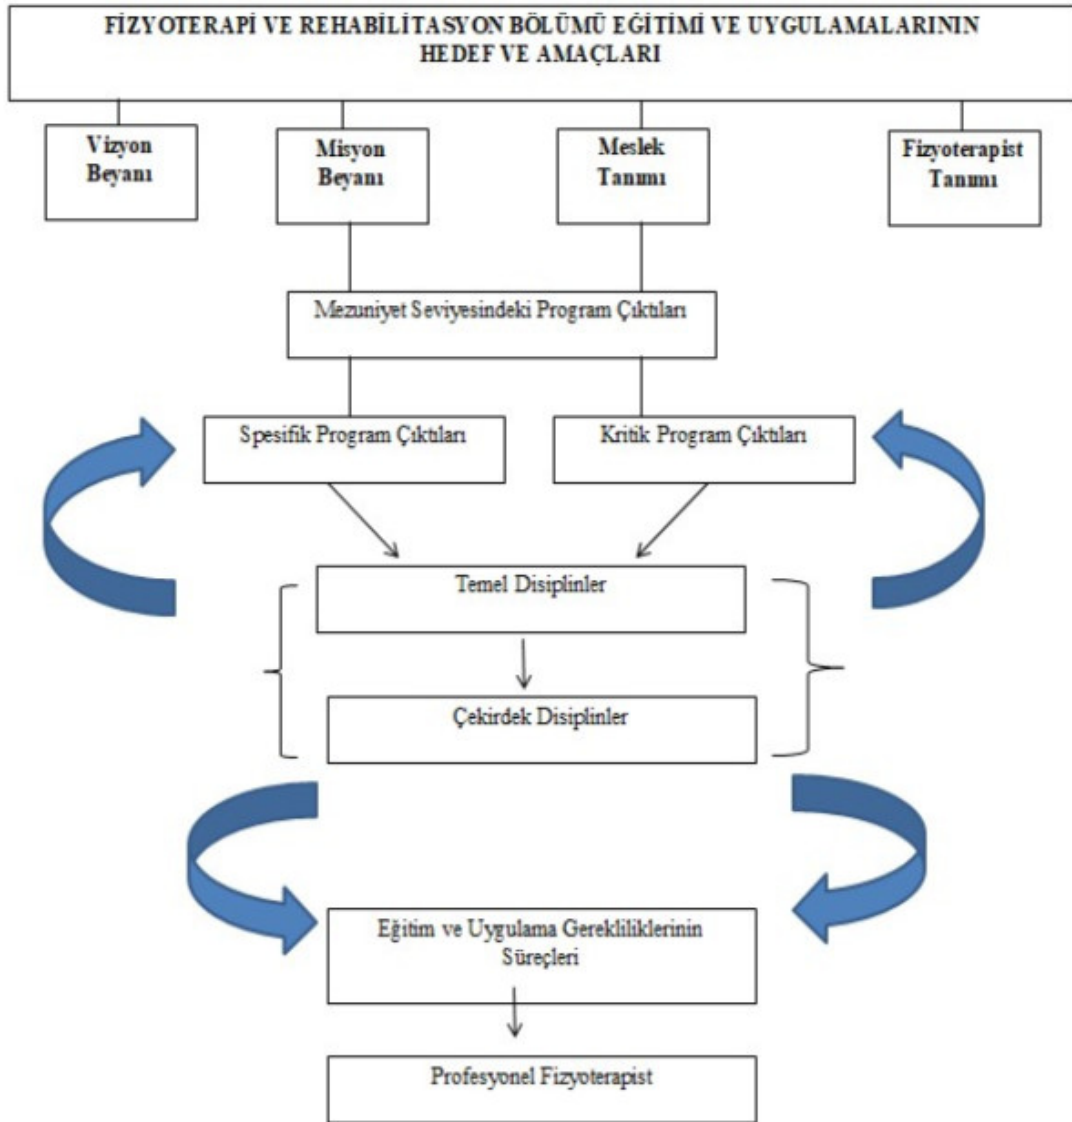 FİZYOTERAPİ VE REHABİLİTASYON BÖLÜMÜ EĞİTİMİ VE UYGULAMALARININ
HEDEF VE AMAÇLARI
Vizyon
Beyanı
Misyon
Beyanı
Meslek
Tanımı
Fizyoterapist
Tanımı
Mezuniyet Seviyesindeki Program Çıktıları
Spesifik Program Çıktıları
Kritik Program Çıktıları
Temel Disiplinler
Çekirdek Disiplinler
Eğitim ve Uygulama Gerekliliklerinin
Süreçleri
Profesyonel Fizyoterapist